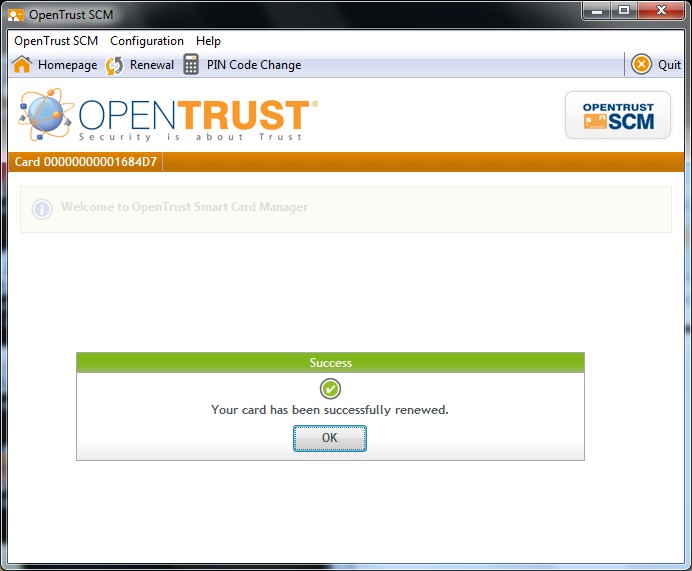 OpenTrust SCM
OpenTrust SCM Configuration Help
Homepage Renewal PIN Code Change Quit
OPENTRUST®
Security is about Trust
OPENTRUST
SCM
Card 00000000001684D7
Welcome to OpenTrust Smart Card Manager
Success
Your card has been successfully renewed.
OK